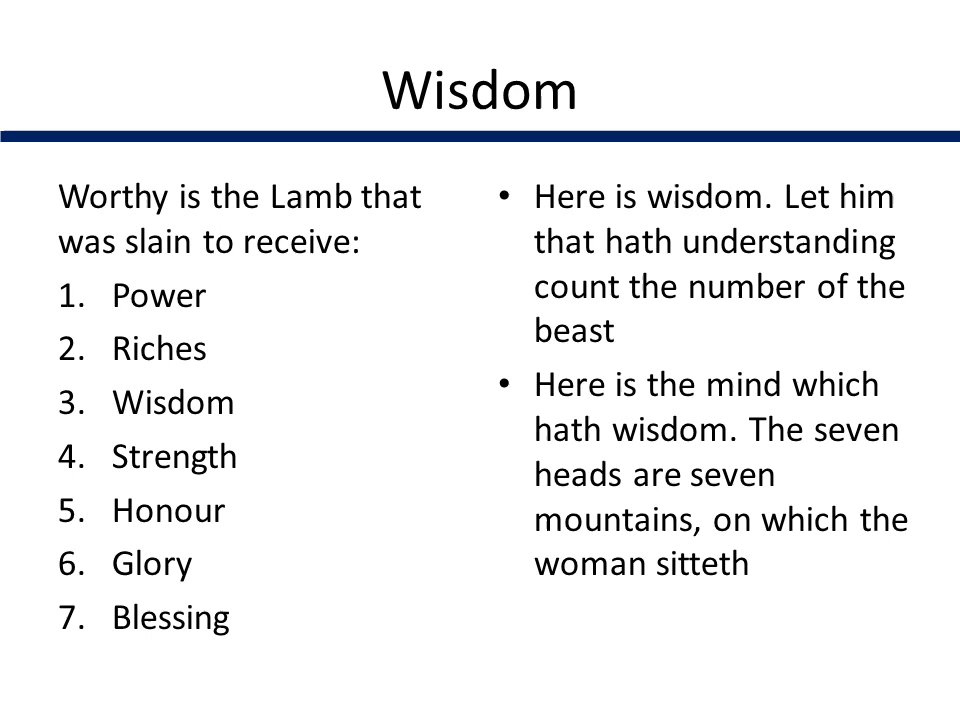 Wisdom
Worthy is the Lamb that
was slain to receive:
1. Power
2. Riches
3. Wisdom
4. Strength
5. Honour
6. Glory
7. Blessing
• Here is wisdom. Let him
that hath understanding
count the number of the
beast
• Here is the mind which
hath wisdom. The seven
heads are seven
mountains, on which the
woman sitteth